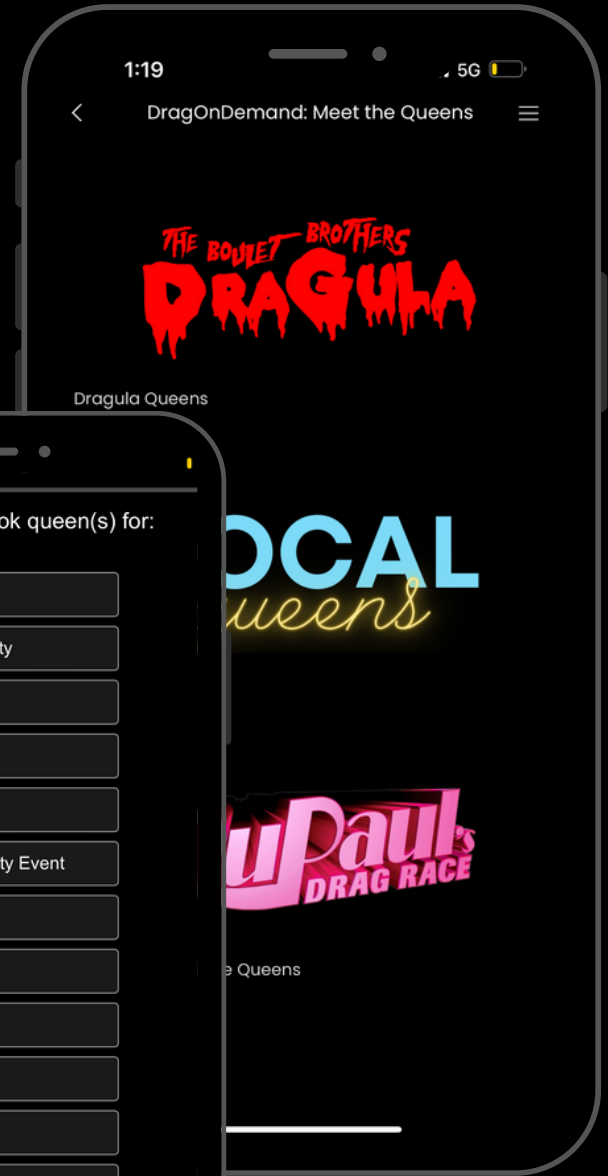 1:19
5G
DragOnDemand: Meet the Queens
THE BOULET BROTHERS
DRAGULA
Dragula Queens
OCAL
ueens
uPaul's
DRAG RACE
e Queens
ok queen(s) for:
ty
ty Event